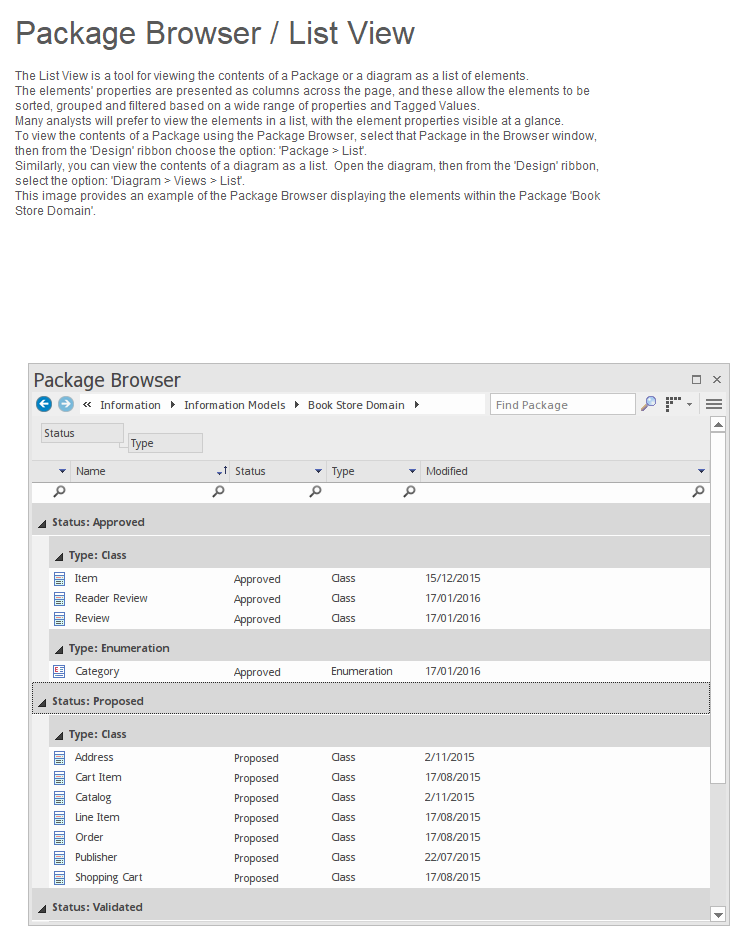 Package Browser / List View
The List View is a tool for viewing the contents of a Package or a diagram as a list of elements.
The elements' properties are presented as columns across the page, and these allow the elements to be
sorted, grouped and filtered based on a wide range of properties and Tagged Values.
Many analysts will prefer to view the elements in a list, with the element properties visible at a glance.
To view the contents of a Package using the Package Browser, select that Package in the Browser window,
then from the 'Design' ribbon choose the option: 'Package > List'.
Similarly, you can view the contents of a diagram as a list.  Open the diagram, then from the 'Design' ribbon,
select the option: 'Diagram > Views > List'.
This image provides an example of the Package Browser displaying the elements within the Package 'Book
Store Domain'.
Package Browser
Information Information Models Book Store Domain Find Package
Status
Type
Name Status Type Modified
Status: Approved
Type: Class
Item Approved Class 15/12/2015
Reader Review Approved Class 17/01/2016
Review Approved Class 17/01/2016
Type: Enumeration
Category Approved Enumeration 17/01/2016
Status: Proposed
Type: Class
Address Proposed Class 2/11/2015
Cart Item Proposed Class 17/08/2015
Catalog Proposed Class 2/11/2015
Line Item Proposed Class 17/08/2015
Order Proposed Class 17/08/2015
Publisher Proposed Class 22/07/2015
Shopping Cart Proposed Class 17/08/2015
Status: Validated